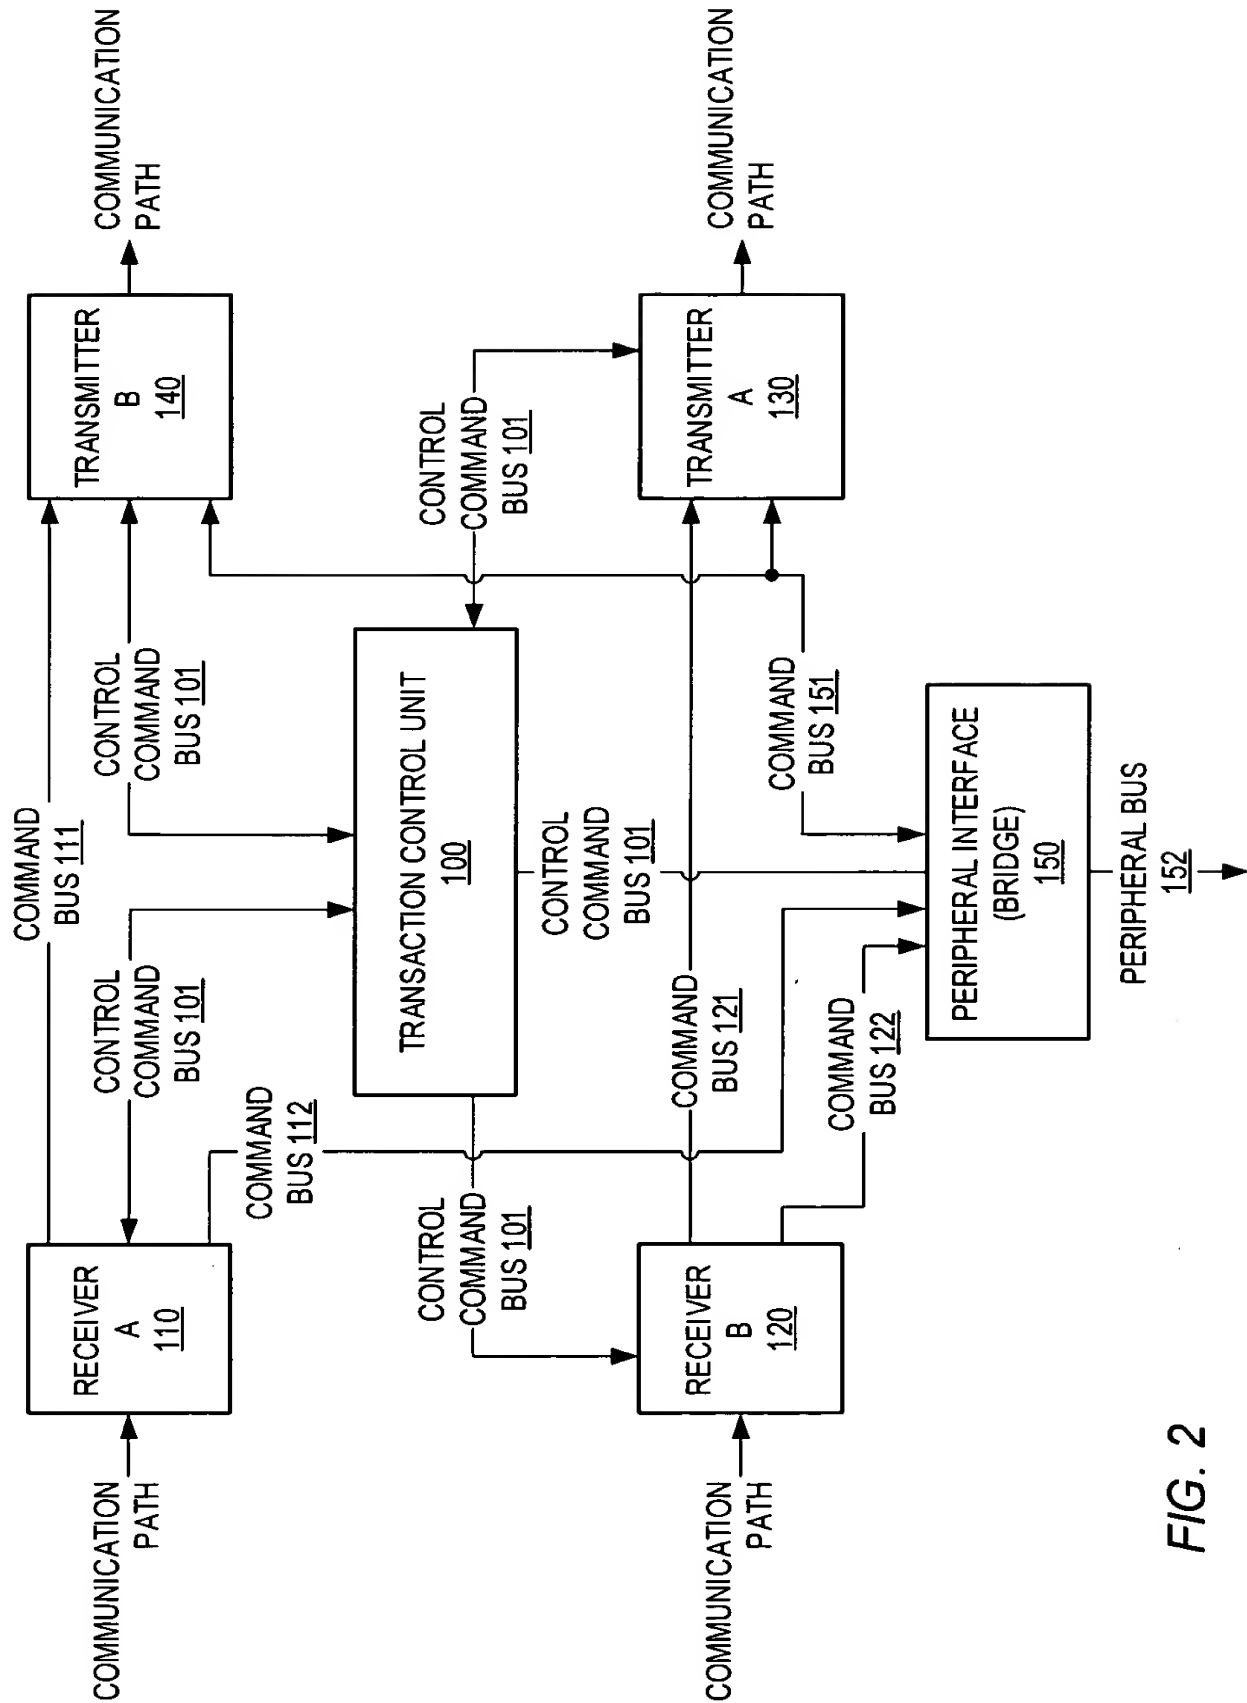 COMMUNICATION
PATH
RECEIVER
A
110
COMMAND
BUS 111
CONTROL
COMMAND
BUS 101
CONTROL
COMMAND
BUS 101
TRANSMITTER
B
140
COMMUNICATION
PATH
COMMAND
BUS 112
TRANSACTION CONTROL UNIT
100
CONTROL
COMMAND
BUS 101
CONTROL
COMMAND
BUS 101
CONTROL
COMMAND
BUS 101
COMMUNICATION
PATH
RECEIVER
B
120
COMMAND
BUS 121
TRANSMITTER
A
130
COMMUNICATION
PATH
COMMAND
BUS 122
COMMAND
BUS 151
PERIPHERAL INTERFACE
(BRIDGE)
150
PERIPHERAL BUS
152
FIG. 2